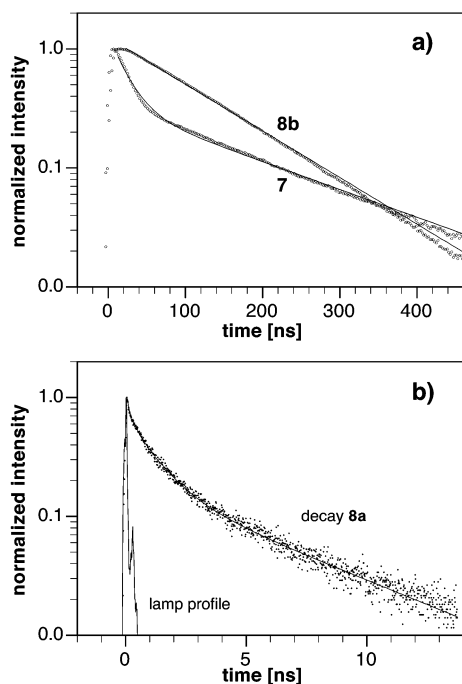 a)
normalized intensity
1.0
0.1
0.0
8b
7
0 100 200 300 400
time [ns]
b)
normalized intensity
1.0
0.1
0.0
decay 8a
lamp profile
0 5 10
time [ns]